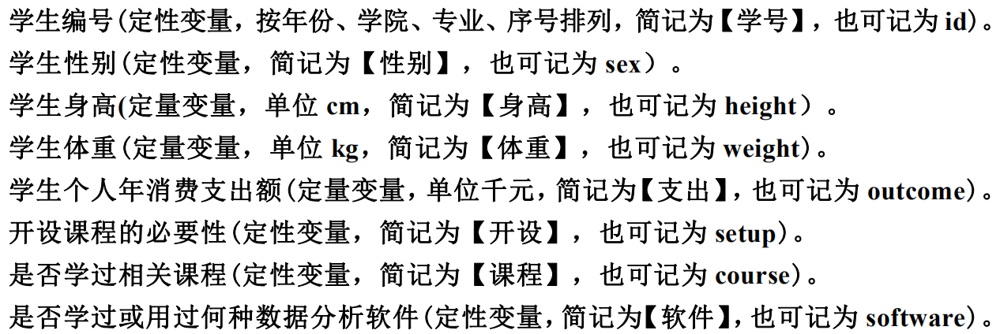 学生编号(定性变量，按年份、学院、专业、序号排列，简记为【学号】，也可记为 id)。
学生性别(定性变量，简记为【性别】，也可记为 sex）。
学生身高(定量变量，单位 cm，简记为【身高】，也可记为 height）。
学生体重(定量变量，单位 kg，简记为【体重】，也可记为 weight)。
学生个人年消费支出额(定量变量，单位千元，简记为【支出】，也可记为 outcome)。
开设课程的必要性(定性变量，简记为【开设】，也可记为 setup)。
是否学过相关课程(定性变量，简记为【课程】，也可记为 course)。
是否学过或用过何种数据分析软件(定性变量，简记为【软件】，也可记为 software)。